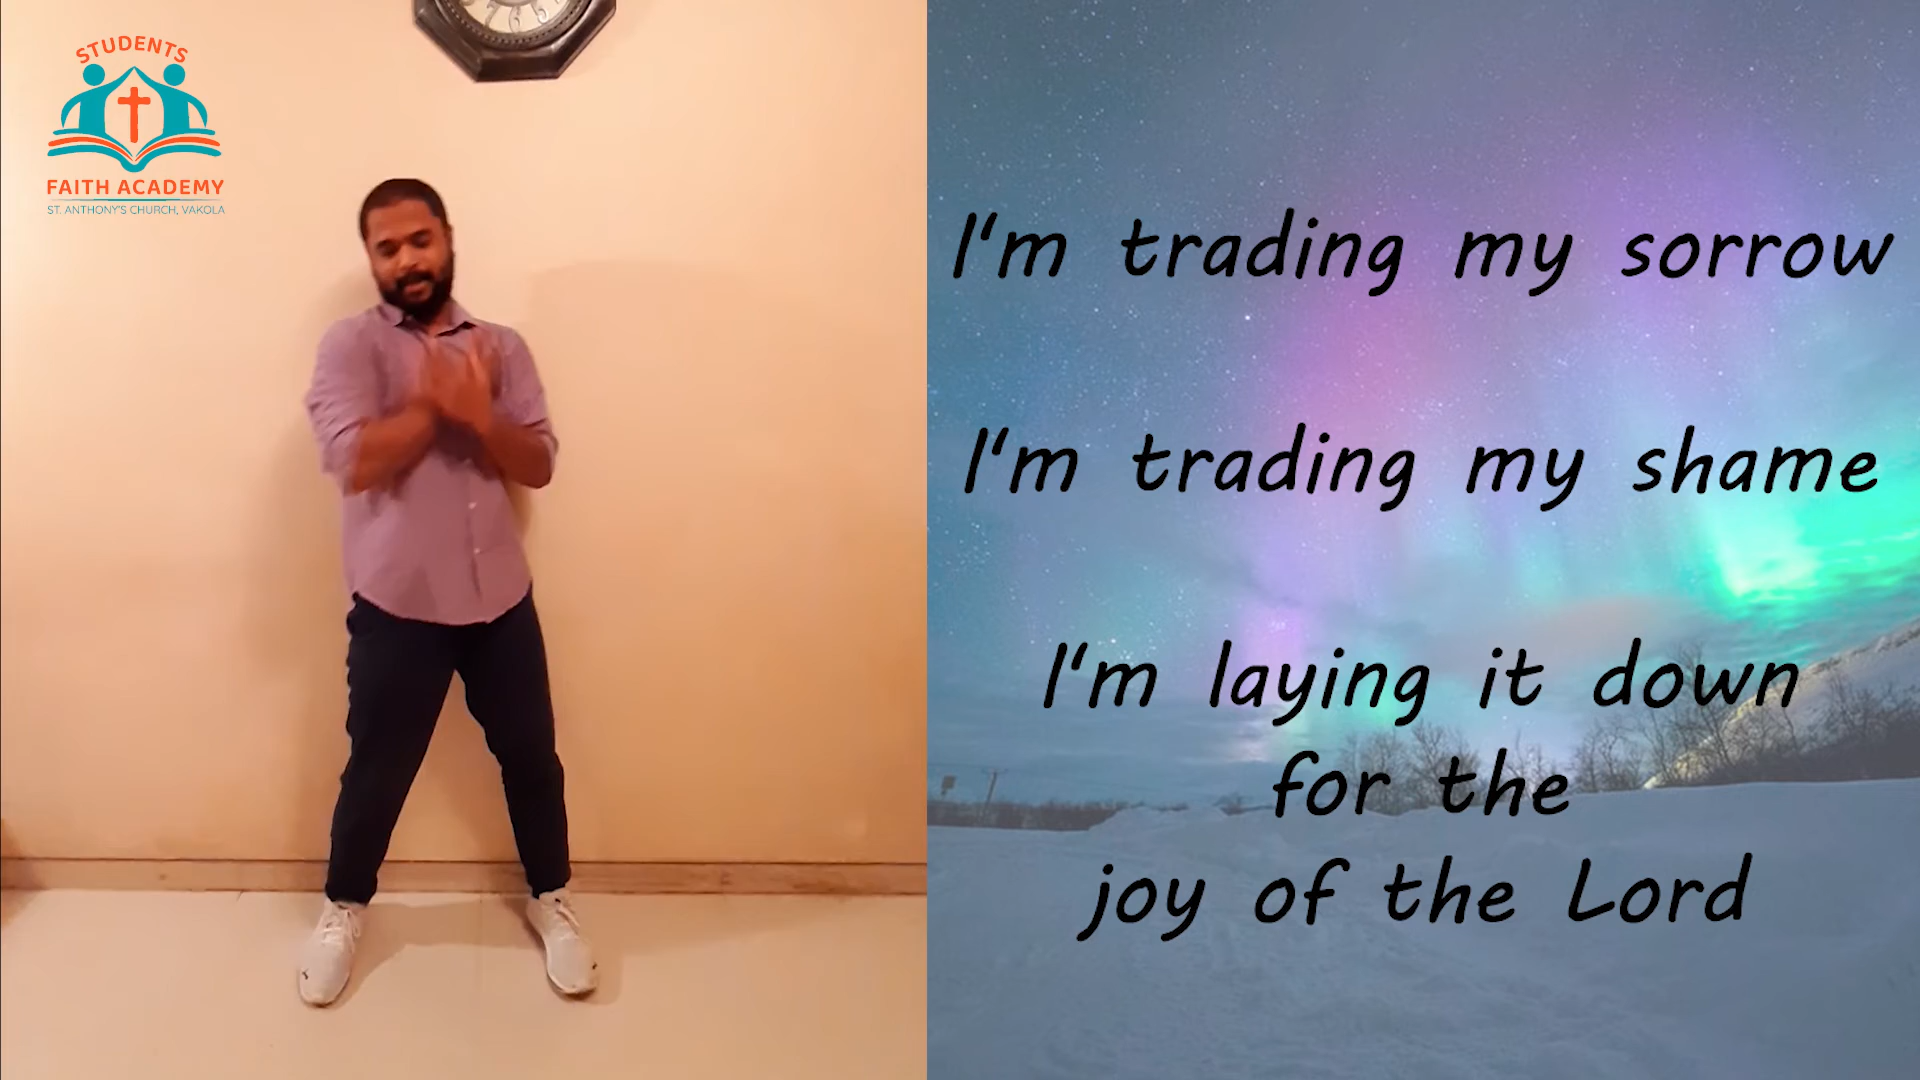 STUDENTS
FAITH ACADEMY
ST. ANTHONY'S CHURCH, VAKOLA
I'm trading my sorrow
I'm trading my shame
I'm laying it down
for the
joy of the Lord